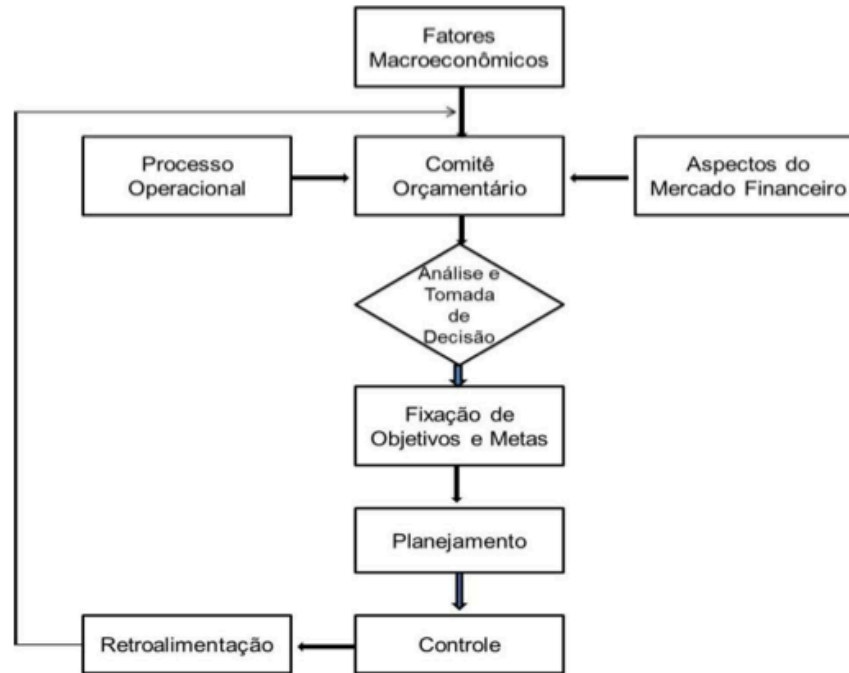 Fatores
Macroeconômicos
Processo
Operacional
Comitê
Orçamentário
Aspectos do
Mercado Financeiro
Análise e
Tomada
de
Decisão
Fixação de
Objetivos e Metas
Planejamento
Retroalimentação
Controle